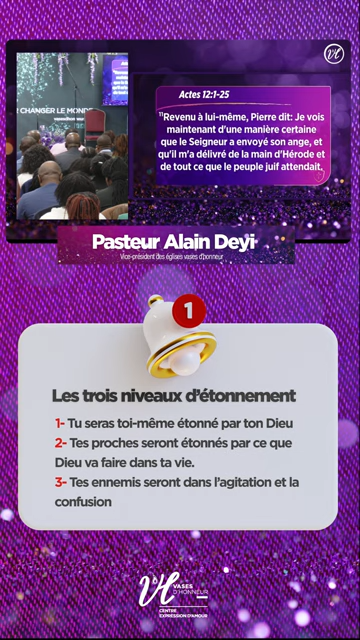 CHANGER LE MONDE
Actes 12:1-25
11Revenu à lui-même, Pierre dit: Je vois
maintenant d'une manière certaine
que le Seigneur a envoyé son ange, et
qu'il m'a délivré de la main d'Hérode et
de tout ce que le peuple juif attendait.
Pasteur Alain Deyi
Vice-président des églises vases d'honneur
1
Les trois niveaux d'étonnement
1- Tu seras toi-même étonné par ton Dieu
2- Tes proches seront étonnés par ce que
Dieu va faire dans ta vie.
3- Tes ennemis seront dans l'agitation et la
confusion
VH VASES
D'HONNEUR
CENTRE
EXPRESSION D'AMOUR